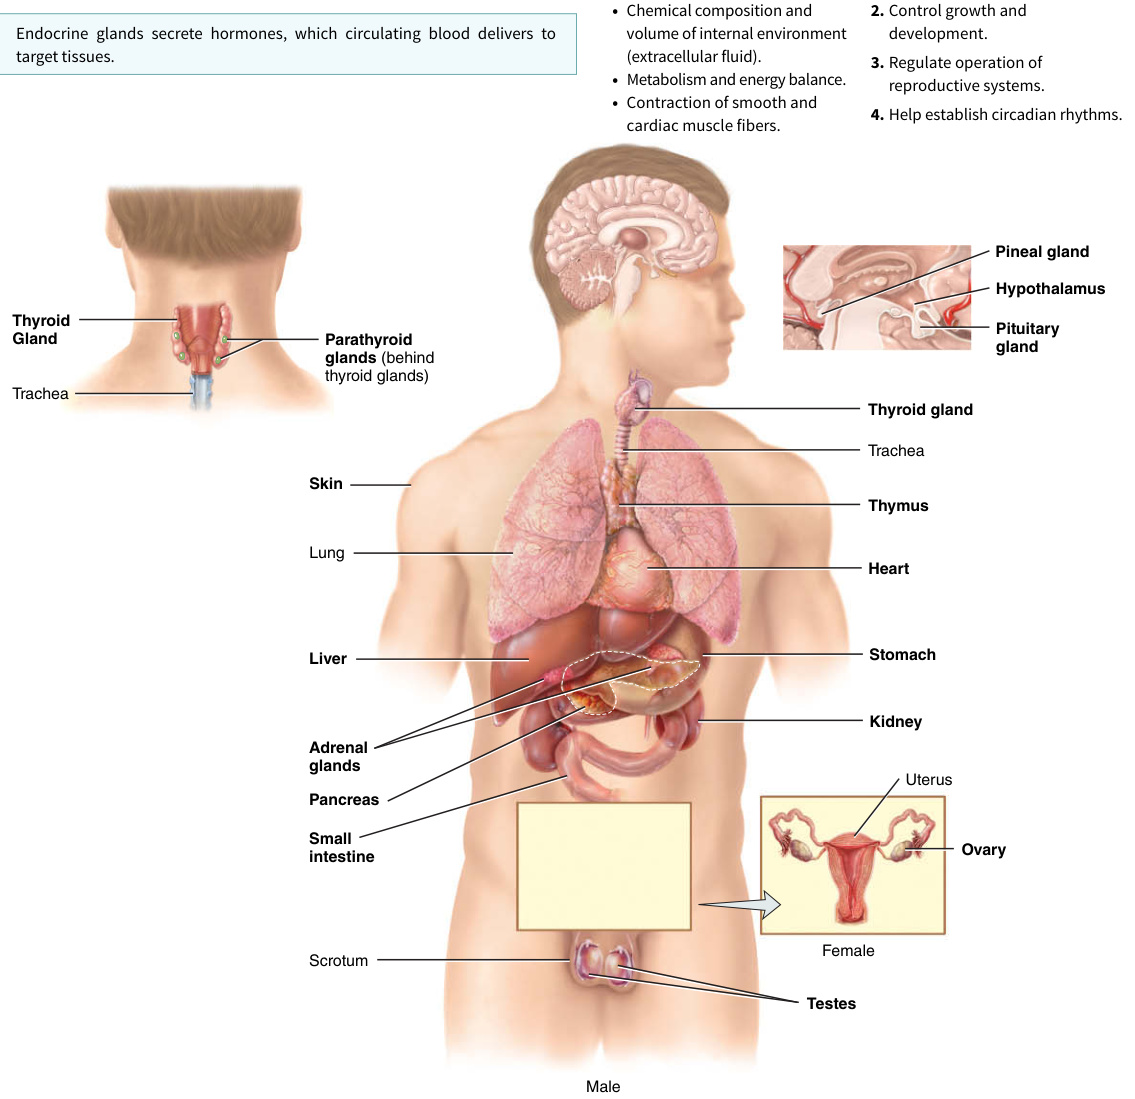 Endocrine glands secrete hormones, which circulating blood delivers to
target tissues.
• Chemical composition and
volume of internal environment
(extracellular fluid).
• Metabolism and energy balance.
• Contraction of smooth and
cardiac muscle fibers.
2. Control growth and
development.
3. Regulate operation of
reproductive systems.
4. Help establish circadian rhythms.
Thyroid
Gland
Trachea
Parathyroid
glands (behind
thyroid glands)
Pineal gland
Hypothalamus
Pituitary
gland
Thyroid gland
Trachea
Thymus
Heart
Stomach
Kidney
Skin
Lung
Liver
Adrenal
glands
Pancreas
Small
intestine
Scrotum
Uterus
Ovary
Female
Testes
Male